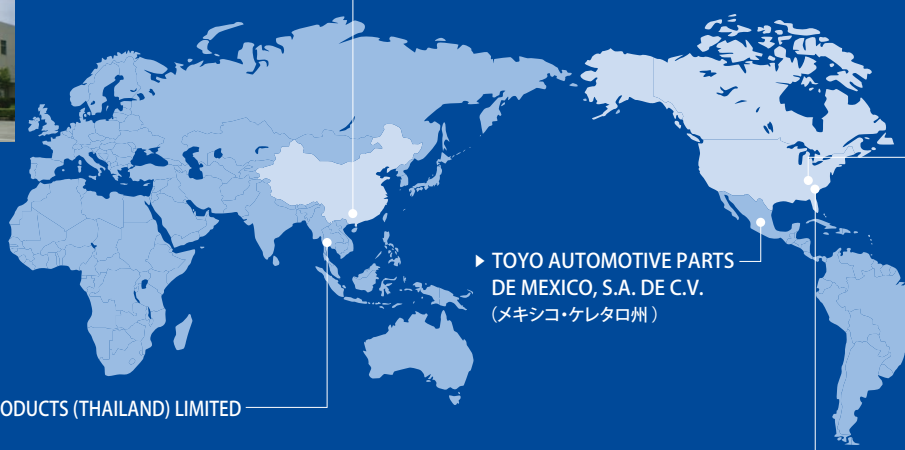 ▶ TOYO AUTOMOTIVE PARTS
DE MEXICO, S.A. DE C.V.
（メキシコ・ケレタロ州）
ODUCTS (THAILAND) LIMITED